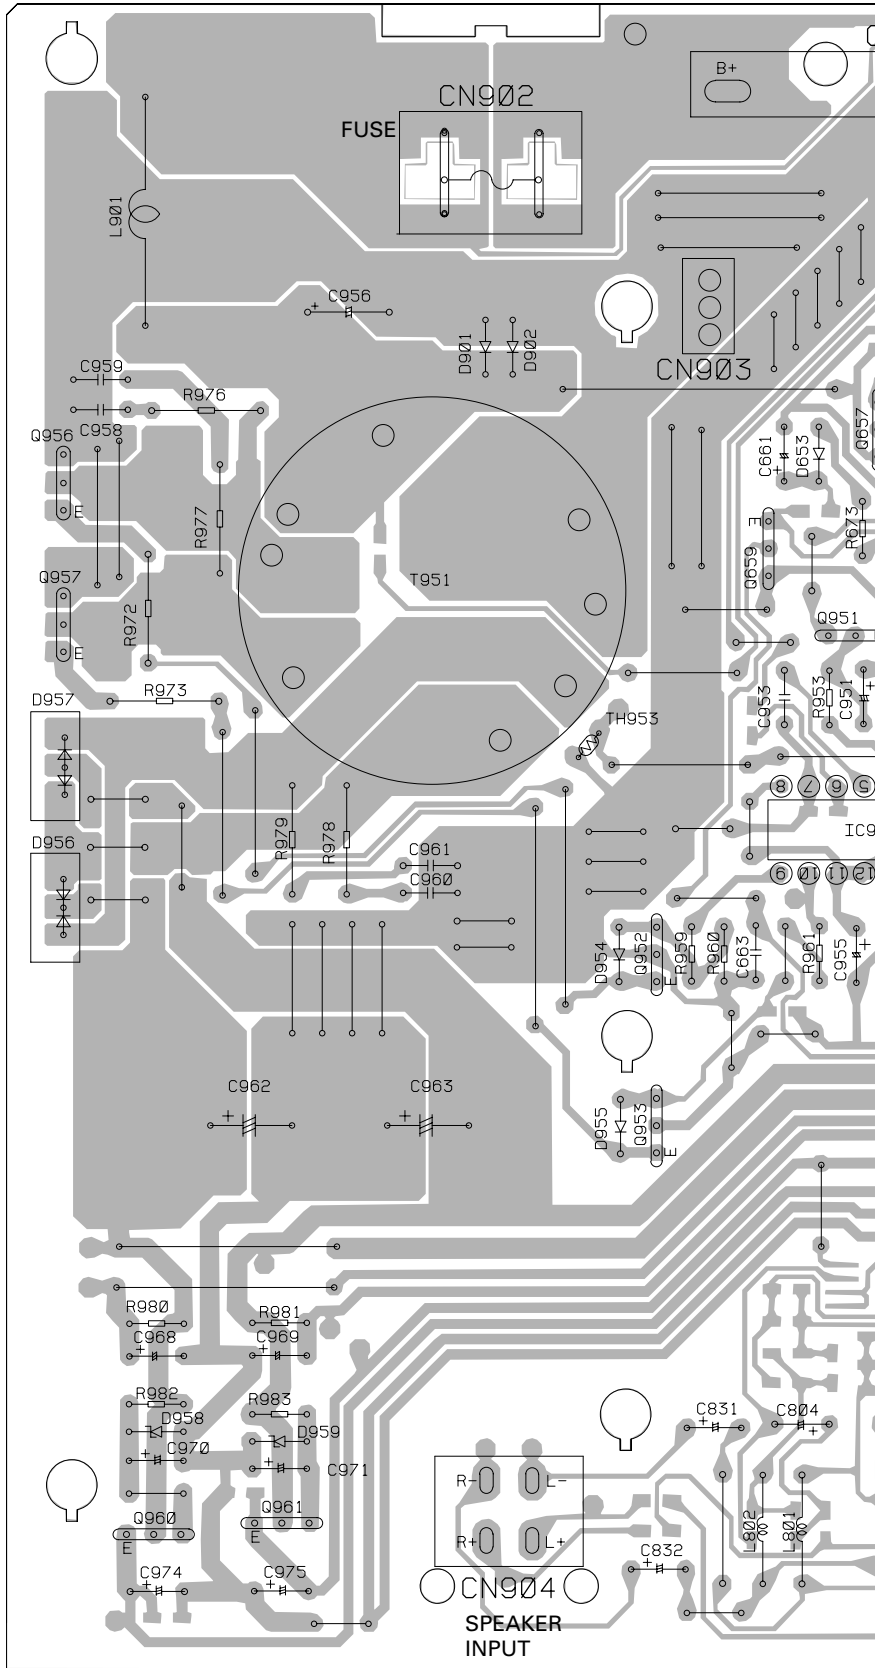 B+
CN902
FUSE
L901
C956
D901
D902
CN903
C959
R976
C958
Q956
E
R977
C661
+
D653
Q657
R673
E
Q659
T951
Q957
E
R972
Q951
D957
R973
TH953
C953
R953
C951
+
8 7 6 5
D956
R979
R978
C961
C960
IC9
9 10 11 12
D954
Q952
E
R959
R960
C663
R961
C955
+
C962
+
C963
+
D955
Q953
E
R980
R981
C968
+
C969
+
R982
R983
D958
D959
C970
+
C971
+
C831
+
C804
+
R-
L-
R+
L+
Q960
E
Q961
E
L802
L801
C974
+
C975
+
C832
+
CN904
SPEAKER
INPUT